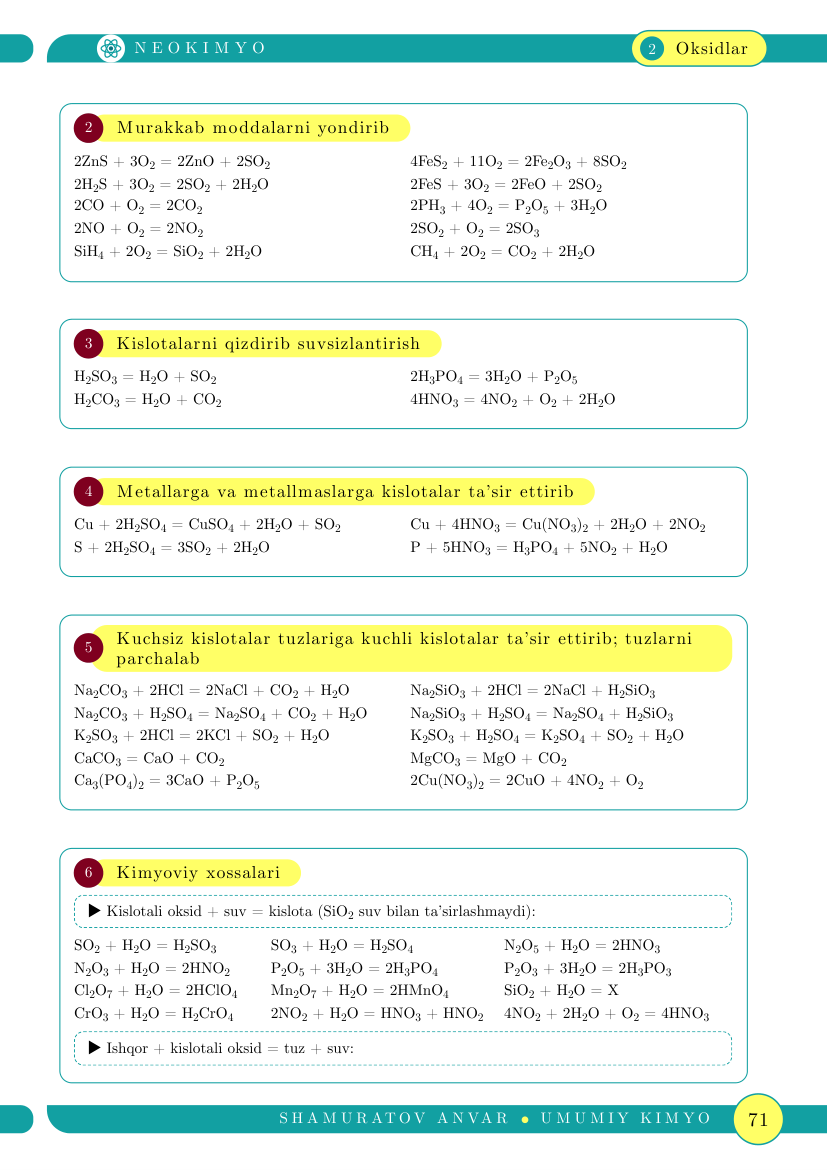 NEOKIMYO
2 Oksidlar
2 Murakkab moddalarni yondirib
2ZnS + 3O₂ = 2ZnO + 2SO₂
2H₂S + 3O₂ = 2SO₂ + 2H₂O
2CO + O₂ = 2CO₂
2NO + O₂ = 2NO₂
SiH₄ + 2O₂ = SiO₂ + 2H₂O
4FeS₂ + 11O₂ = 2Fe₂O₃ + 8SO₂
2FeS + 3O₂ = 2FeO + 2SO₂
2PH₃ + 4O₂ = P₂O₅ + 3H₂O
2SO₂ + O₂ = 2SO₃
CH₄ + 2O₂ = CO₂ + 2H₂O
3 Kislotalarni qizdirib suvsizlantirish
H₂SO₃ = H₂O + SO₂
H₂CO₃ = H₂O + CO₂
2H₃PO₄ = 3H₂O + P₂O₅
4HNO₃ = 4NO₂ + O₂ + 2H₂O
4 Metallarga va metallmaslarga kislotalar ta'sir ettirib
Cu + 2H₂SO₄ = CuSO₄ + 2H₂O + SO₂
S + 2H₂SO₄ = 3SO₂ + 2H₂O
Cu + 4HNO₃ = Cu(NO₃)₂ + 2H₂O + 2NO₂
P + 5HNO₃ = H₃PO₄ + 5NO₂ + H₂O
5 Kuchsiz kislotalar tuzlariga kuchli kislotalar ta'sir ettirib; tuzlarni
parchalab
Na₂CO₃ + 2HCl = 2NaCl + CO₂ + H₂O
Na₂CO₃ + H₂SO₄ = Na₂SO₄ + CO₂ + H₂O
K₂SO₃ + 2HCl = 2KCl + SO₂ + H₂O
CaCO₃ = CaO + CO₂
Ca₃(PO₄)₂ = 3CaO + P₂O₅
Na₂SiO₃ + 2HCl = 2NaCl + H₂SiO₃
Na₂SiO₃ + H₂SO₄ = Na₂SO₄ + H₂SiO₃
K₂SO₃ + H₂SO₄ = K₂SO₄ + SO₂ + H₂O
MgCO₃ = MgO + CO₂
2Cu(NO₃)₂ = 2CuO + 4NO₂ + O₂
6 Kimyoviy xossalari
▶ Kislotali oksid + suv = kislota (SiO₂ suv bilan ta'sirlashmaydi):
SO₂ + H₂O = H₂SO₃
N₂O₃ + H₂O = 2HNO₂
Cl₂O₇ + H₂O = 2HClO₄
CrO₃ + H₂O = H₂CrO₄
SO₃ + H₂O = H₂SO₄
P₂O₅ + 3H₂O = 2H₃PO₄
Mn₂O₇ + H₂O = 2HMnO₄
2NO₂ + H₂O = HNO₃ + HNO₂
N₂O₅ + H₂O = 2HNO₃
P₂O₃ + 3H₂O = 2H₃PO₃
SiO₂ + H₂O = X
4NO₂ + 2H₂O + O₂ = 4HNO₃
▶ Ishqor + kislotali oksid = tuz + suv:
SHAMURATOV ANVAR • UMUMIY KIMYO
71